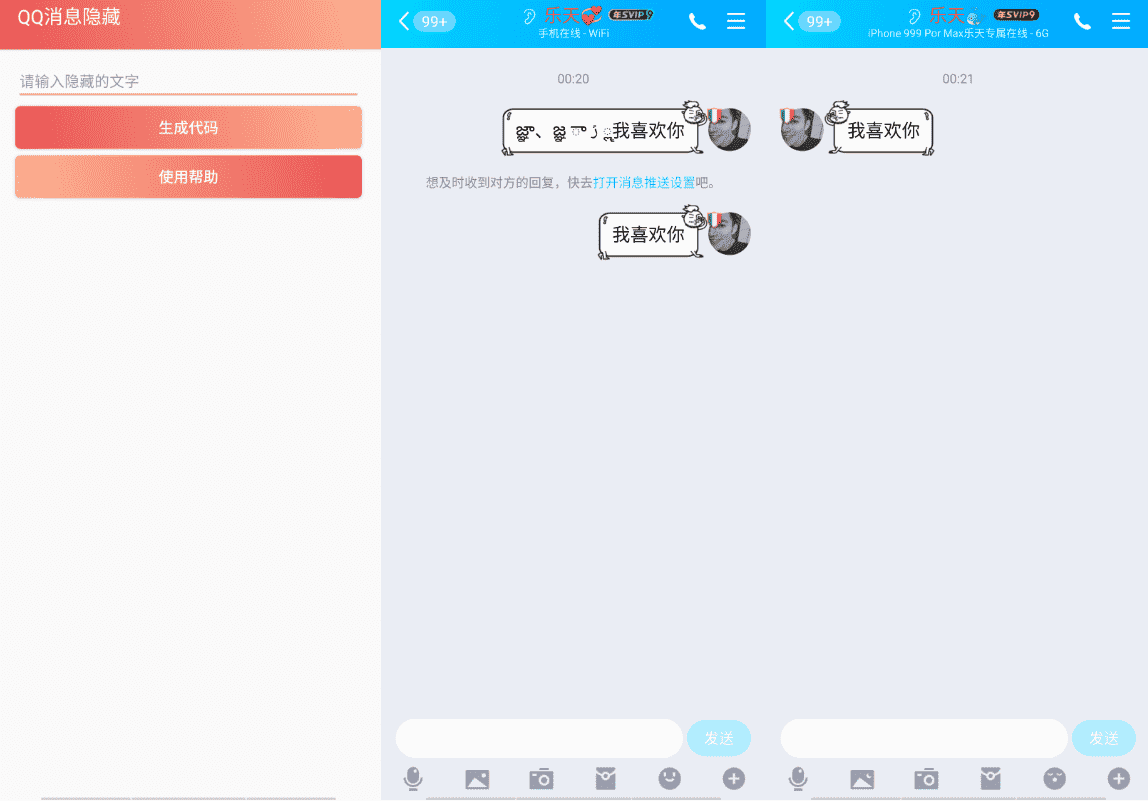 QQ消息隐藏
请输入隐藏的文字
生成代码
使用帮助
99+
乐天
年SVIP9
手机在线 - WiFi
00:20
我喜欢你
想及时收到对方的回复，快去打开消息推送设置吧。
我喜欢你
发送
99+
乐天
年SVIP9
iPhone 999 Por Max乐天专属在线 - 6G
00:21
我喜欢你
发送